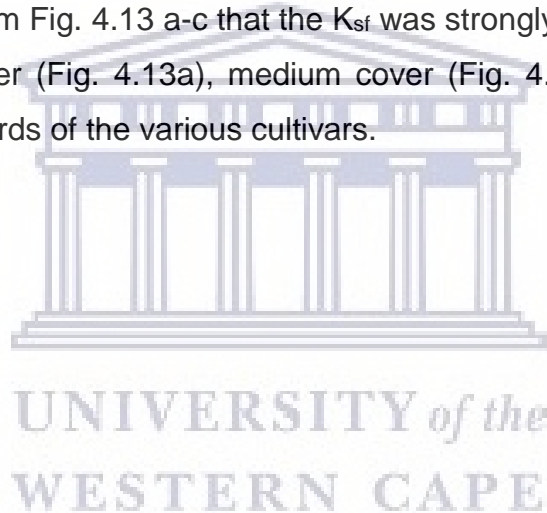 m Fig. 4.13 a-c that the Ksf was strongly
er (Fig. 4.13a), medium cover (Fig. 4.
rds of the various cultivars.
UNIVERSITY of the
WESTERN CAPE